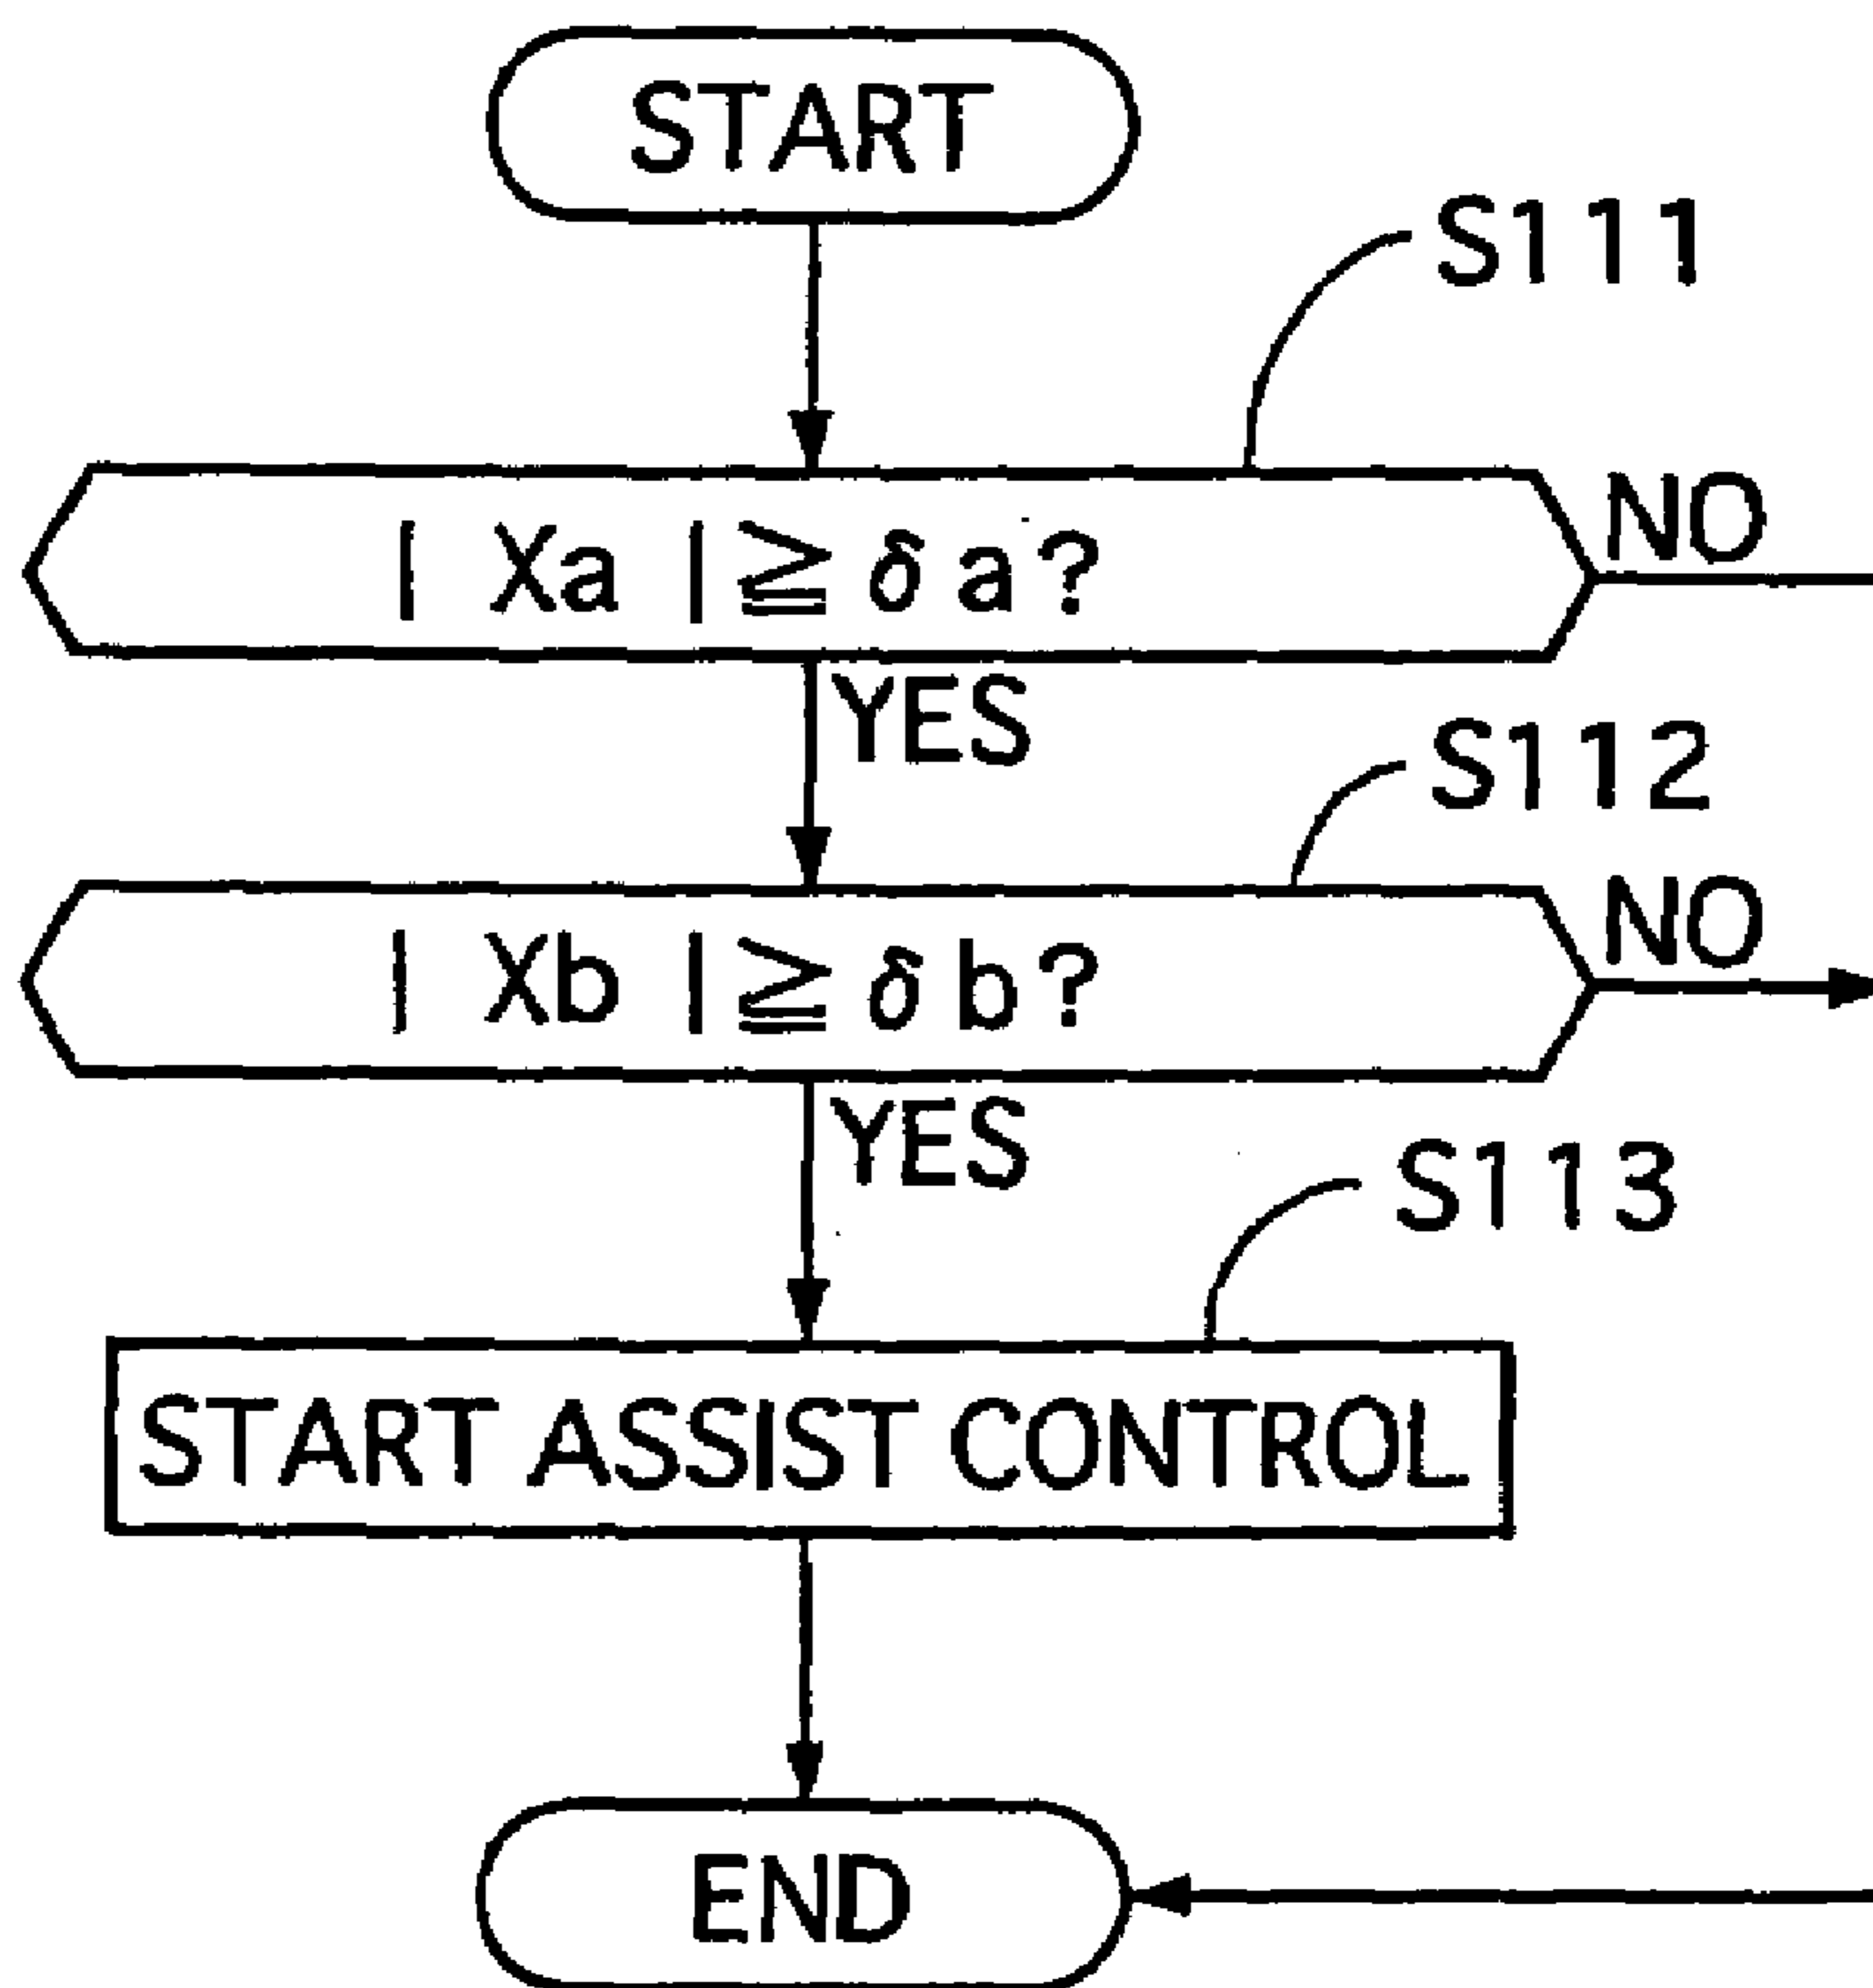 START
S111
| Xa |≧ δa?
NO
YES
S112
| Xb |≧ δb?
NO
YES
S113
START ASSIST CONTROL
END